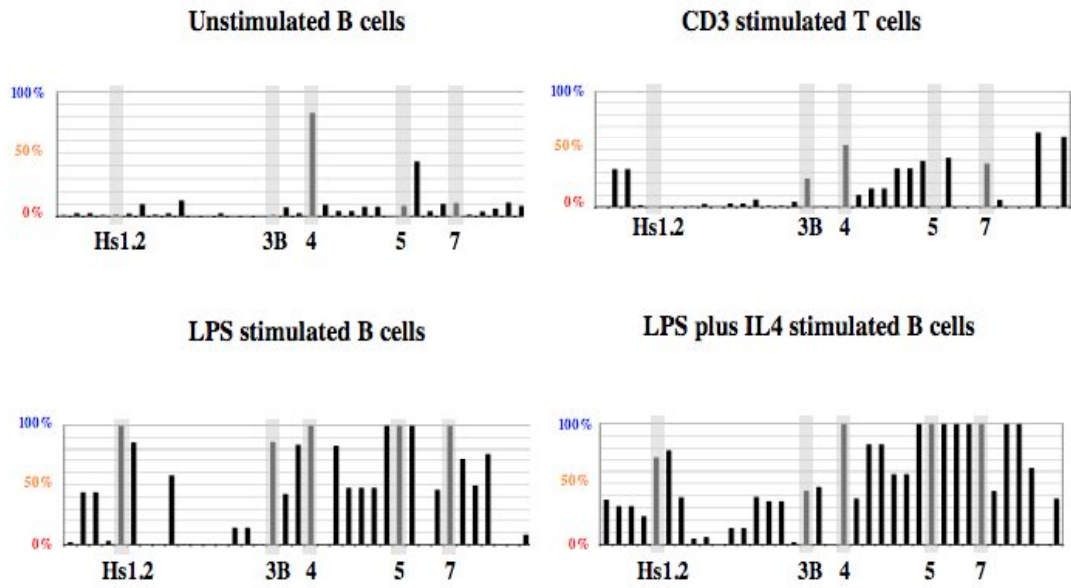 Unstimulated B cells
CD3 stimulated T cells
100%
50%
0%
Hs1.2 3B 4 5 7
100%
50%
0%
Hs1.2 3B 4 5 7
LPS stimulated B cells
LPS plus IL4 stimulated B cells
100%
50%
0%
Hs1.2 3B 4 5 7
100%
50%
0%
Hs1.2 3B 4 5 7